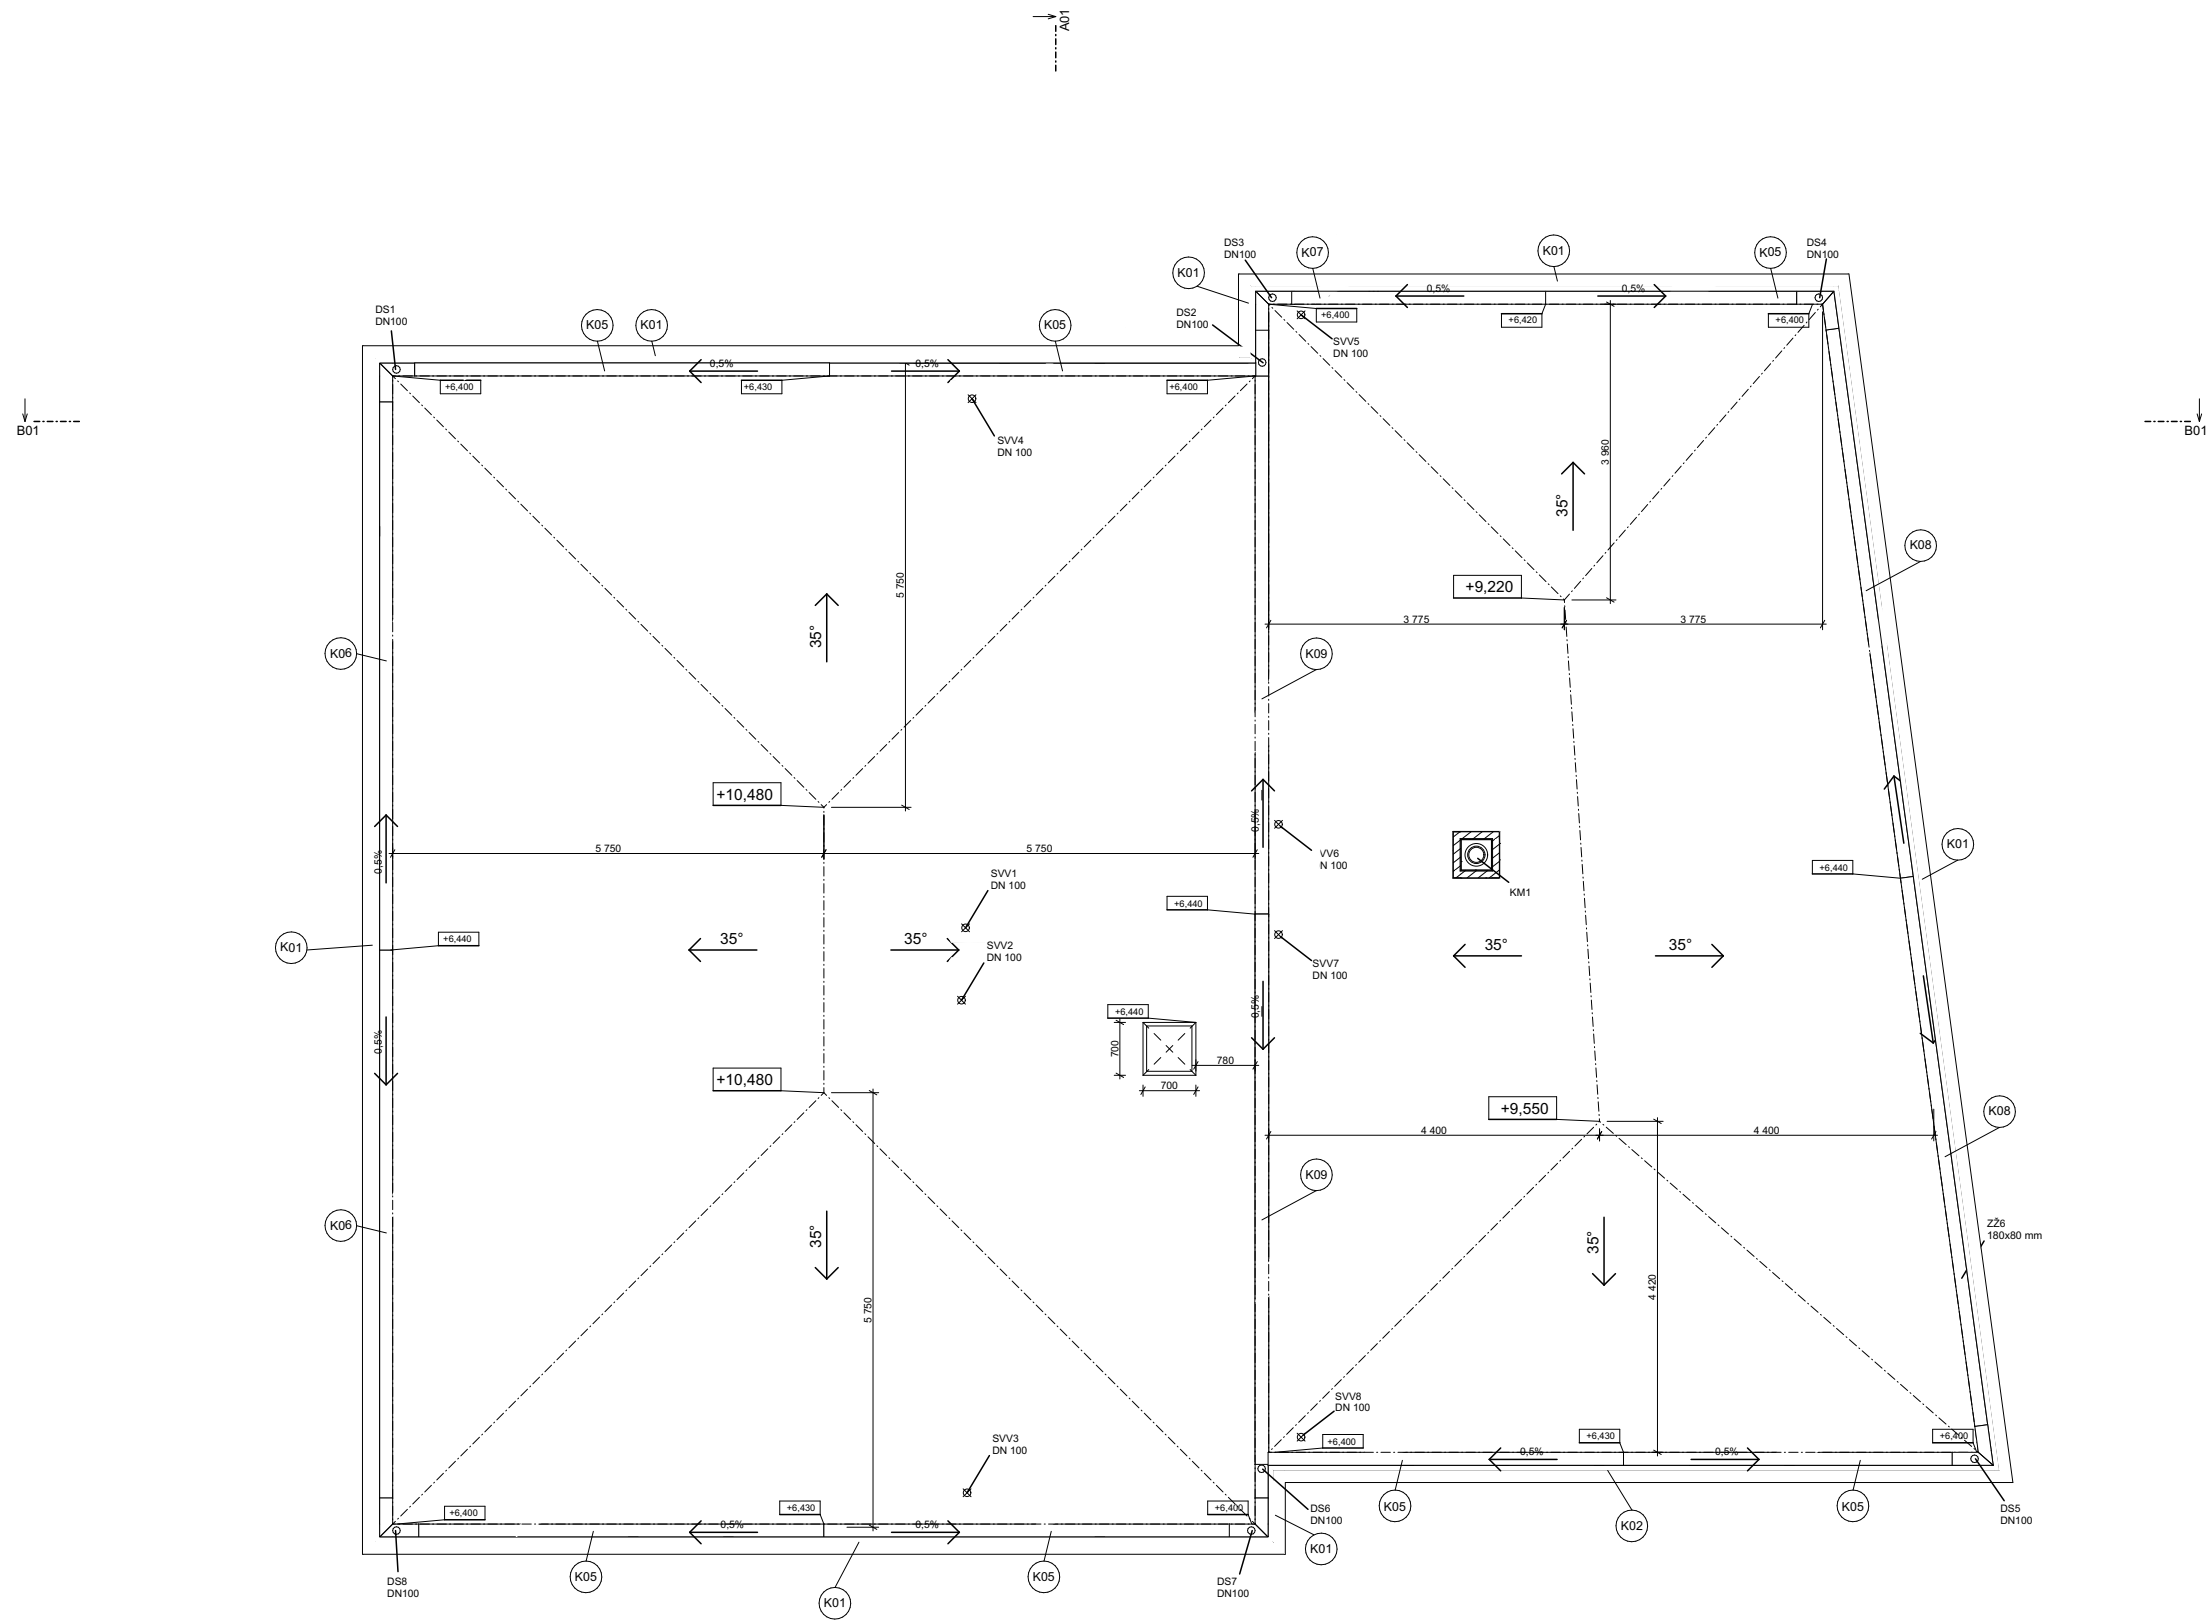 A01
DS3
DN100
K07
K01
K05
DS4
DN100
K01
0,5%
0,5%
DS1
DN100
DS2
DN100
+6,400
+6,420
+6,400
K05
K01
K05
SVV5
DN 100
0,5%
0,5%
+6,400
+6,430
+6,400
B01
B01
SVV4
DN 100
3 960
35°
K08
5 750
+9,220
3 775
3 775
35°
K06
K09
+10,480
0,5%
0,5%
5 750
5 750
VV6
N 100
K01
+6,440
SVV1
DN 100
KM1
+6,440
K01
+6,440
35°
35°
SVV2
DN 100
35°
35°
SVV7
DN 100
0,5%
0,5%
+6,440
700
780
700
+10,480
+9,550
K08
4 400
4 400
K09
K06
35°
35°
ZŽ6
180x80 mm
5 750
4 420
SVV8
DN 100
SVV3
DN 100
+6,400
+6,430
+6,400
0,5%
0,5%
+6,400
+6,430
+6,400
0,5%
0,5%
K05
K02
K05
DS6
DN100
DS5
DN100
K01
DS8
DN100
K05
K01
K05
DS7
DN100